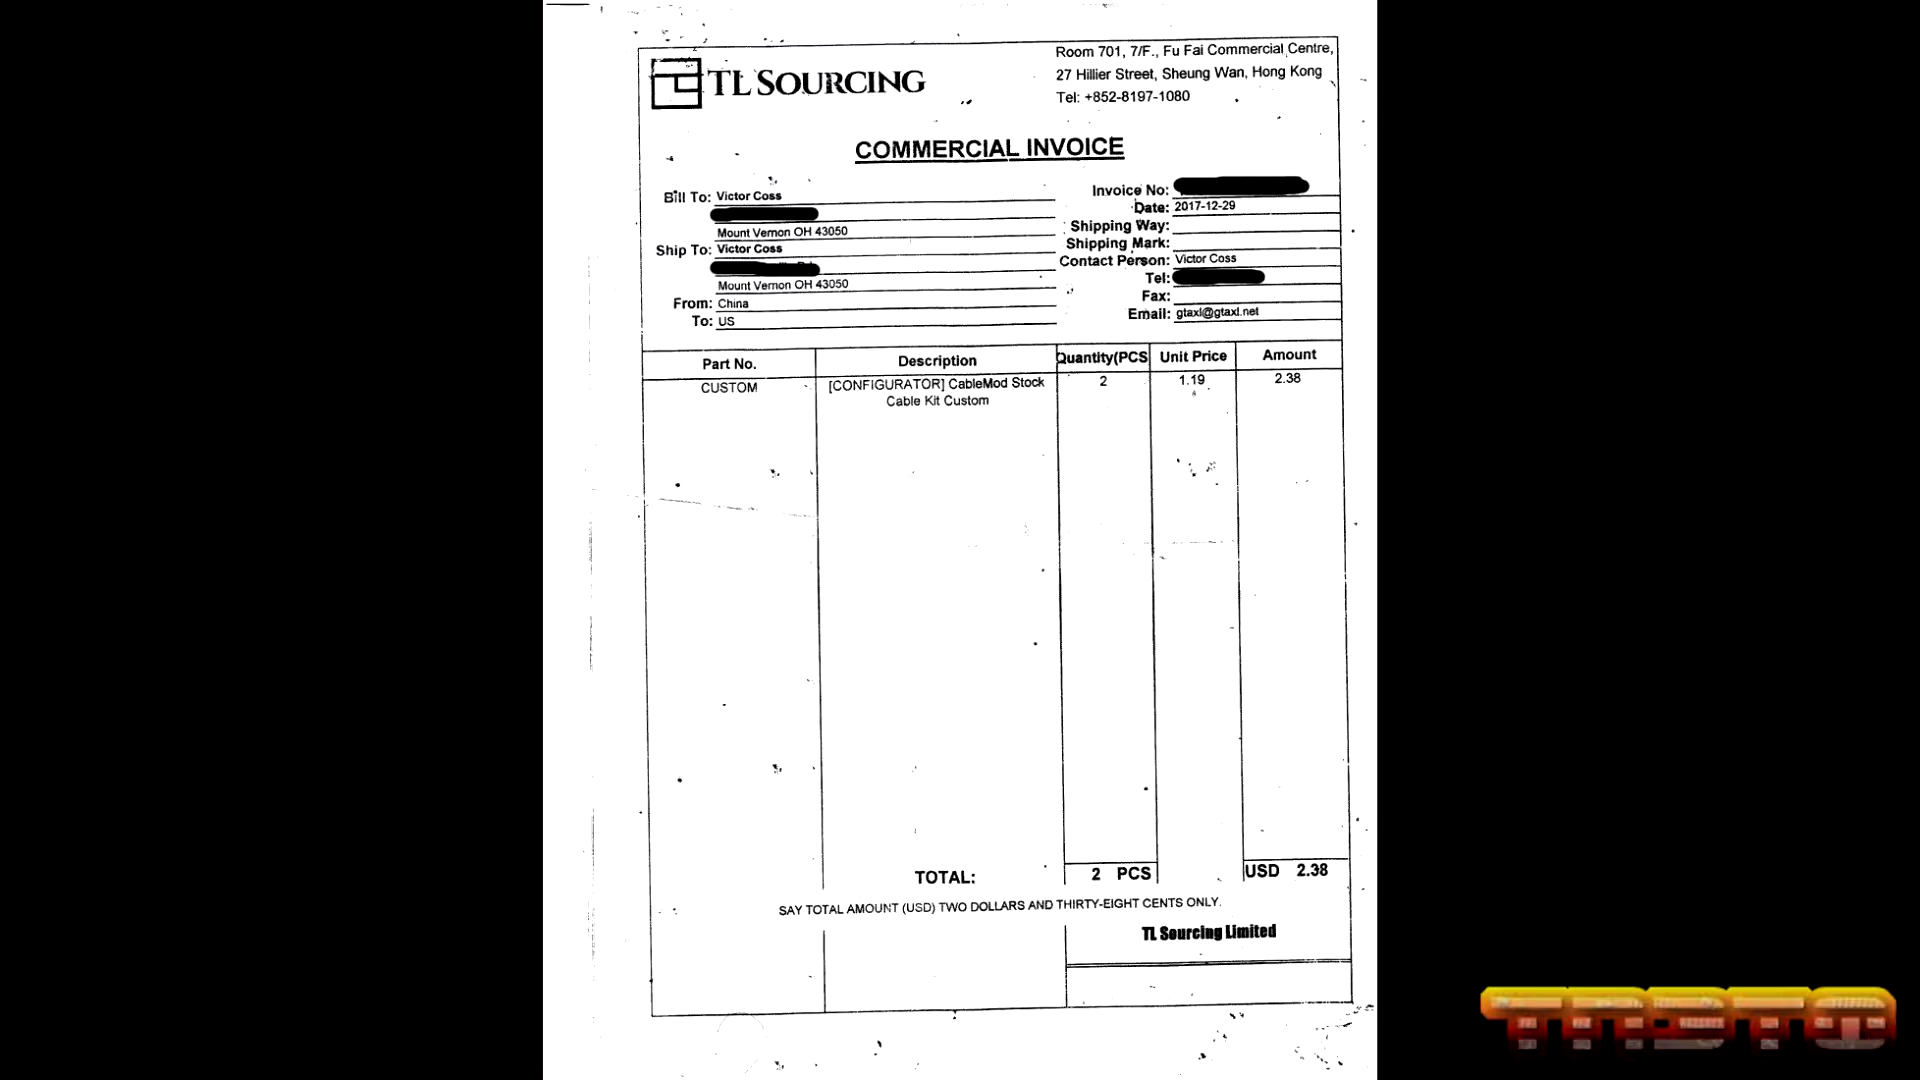 TL SOURCING
Room 701, 7/F., Fu Fai Commercial Centre,
27 Hillier Street, Sheung Wan, Hong Kong
Tel: +852-8197-1080
COMMERCIAL INVOICE
Bill To: Victor Coss
Mount Vernon OH 43050
Ship To: Victor Coss
Mount Vernon OH 43050
From: China
To: US
Invoice No:
Date: 2017-12-29
Shipping Way:
Shipping Mark:
Contact Person: Victor Coss
Tel:
Fax:
Email: gtaxl@gtaxl.net
Part No. Description Quantity(PCS Unit Price Amount
CUSTOM [CONFIGURATOR] CableMod Stock 2 1.19 2.38
Cable Kit Custom
TOTAL: 2 PCS USD 2.38
SAY TOTAL AMOUNT (USD) TWO DOLLARS AND THIRTY-EIGHT CENTS ONLY.
TL Sourcing Limited